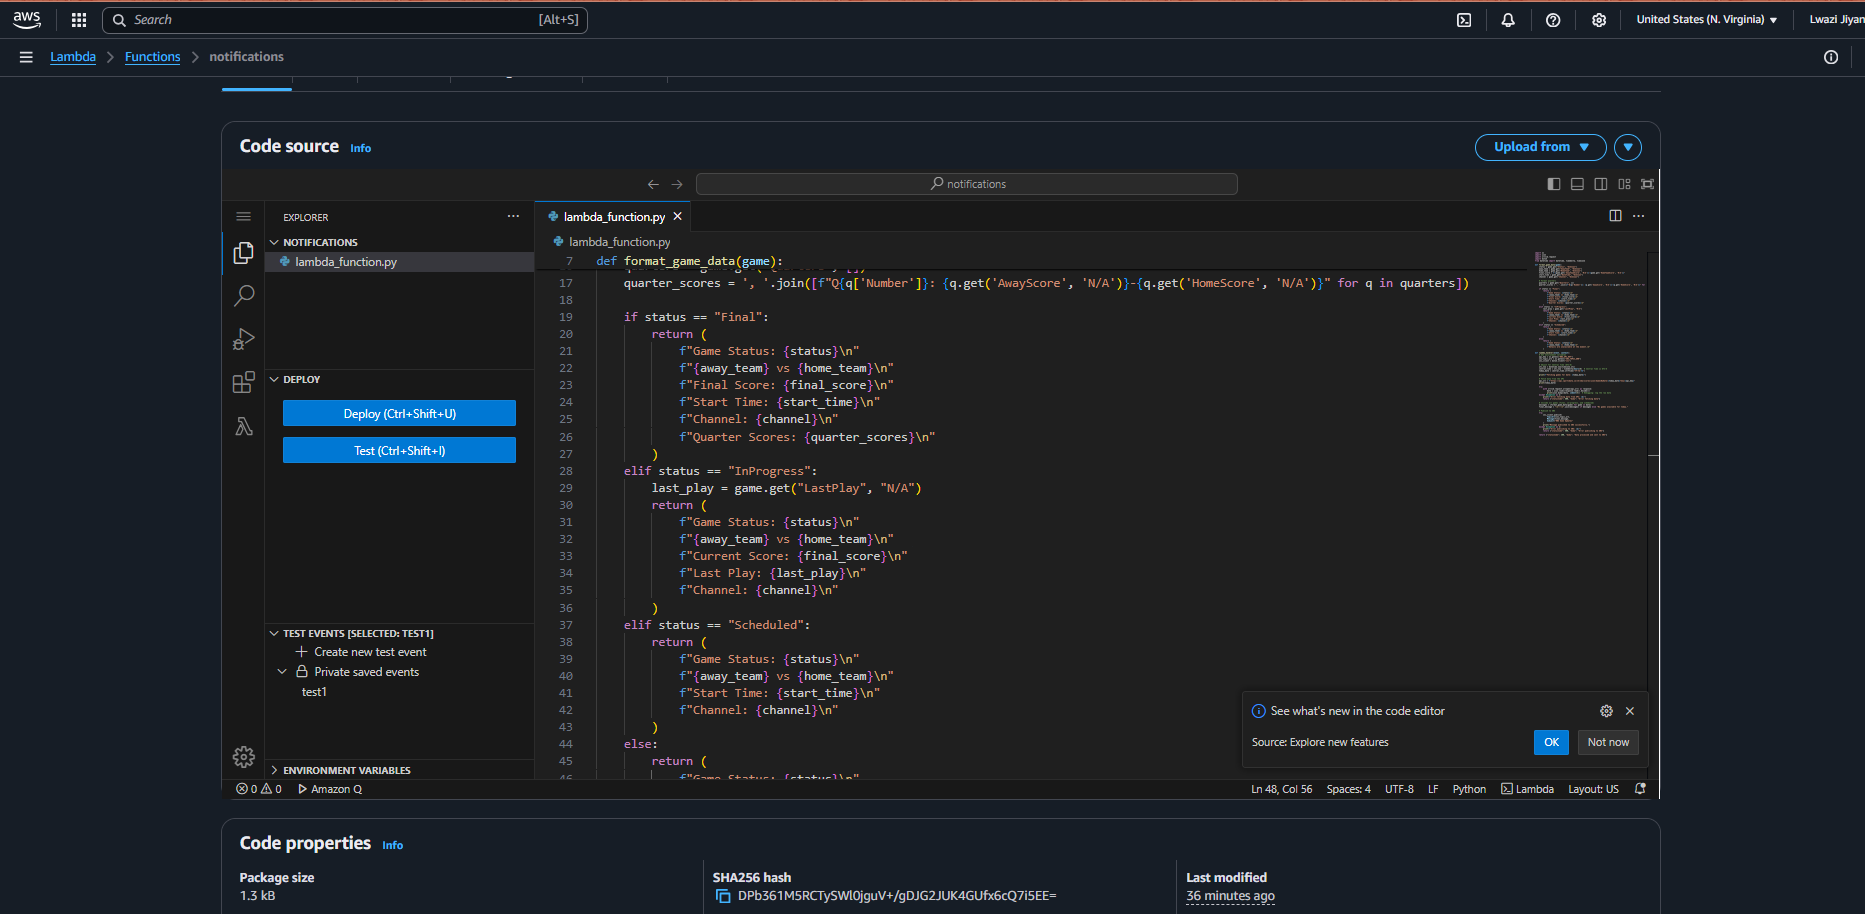 aws
Search
[Alt+S]
United States (N. Virginia)
Lwazi Jiyan
Lambda
Functions
notifications
Code source
Info
Upload from
notifications
EXPLORER
lambda_function.py
NOTIFICATIONS
lambda_function.py
lambda_function.py
7 def format_game_data(game):
17 quarter_scores = ', '.join([f"Q{q['Number']}: {q.get('AwayScore', 'N/A')}-{q.get('HomeScore', 'N/A')}" for q in quarters])
18
19 if status == "Final":
20 return (
21 f"Game Status: {status}\n"
22 f"{away_team} vs {home_team}\n"
23 f"Final Score: {final_score}\n"
24 f"Start Time: {start_time}\n"
25 f"Channel: {channel}\n"
26 f"Quarter Scores: {quarter_scores}\n"
27 )
28 elif status == "InProgress":
29 last_play = game.get("LastPlay", "N/A")
30 return (
31 f"Game Status: {status}\n"
32 f"{away_team} vs {home_team}\n"
33 f"Current Score: {final_score}\n"
34 f"Last Play: {last_play}\n"
35 f"Channel: {channel}\n"
36 )
37 elif status == "Scheduled":
38 return (
39 f"Game Status: {status}\n"
40 f"{away_team} vs {home_team}\n"
41 f"Start Time: {start_time}\n"
42 f"Channel: {channel}\n"
43 )
44 else:
45 return (
46 f"Game Status: {status}\n"
DEPLOY
Deploy (Ctrl+Shift+U)
Test (Ctrl+Shift+I)
TEST EVENTS [SELECTED: TEST1]
Create new test event
Private saved events
test1
ENVIRONMENT VARIABLES
See what's new in the code editor
Source: Explore new features
OK
Not now
0 0
Amazon Q
Ln 48, Col 56
Spaces: 4
UTF-8
LF
Python
Lambda
Layout: US
Code properties
Info
Package size
1.3 kB
SHA256 hash
DPb361M5RCTySWl0jguV+/gDJG2JUK4GUfx6cQ7i5EE=
Last modified
36 minutes ago